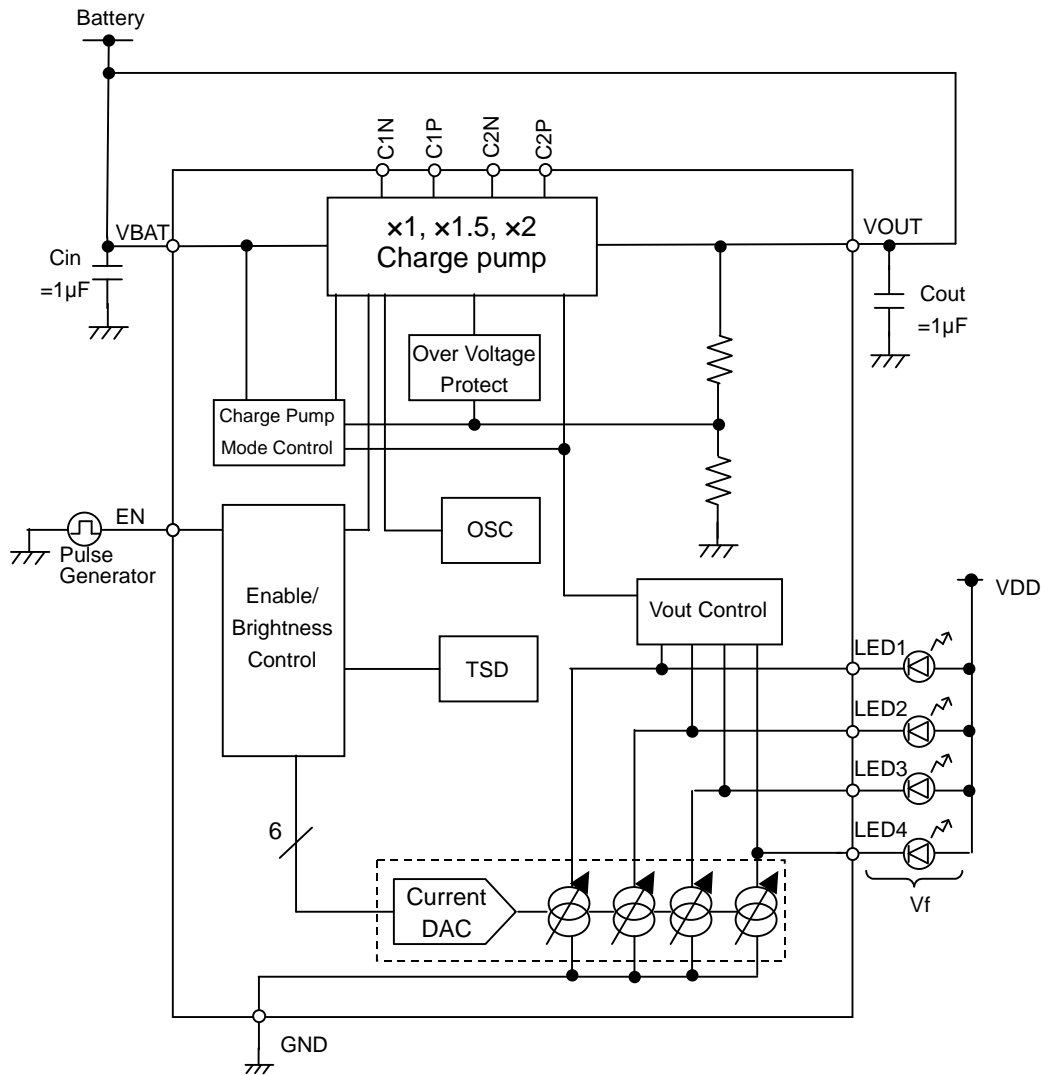 Battery
C1N
C1P
C2N
C2P
×1, ×1.5, ×2
Charge pump
VBAT
VOUT
Cin
=1µF
Cout
=1µF
Over Voltage
Protect
Charge Pump
Mode Control
EN
Pulse
Generator
OSC
Enable/
Brightness
Control
Vout Control
VDD
TSD
LED1
LED2
LED3
LED4
6
Current
DAC
Vf
GND